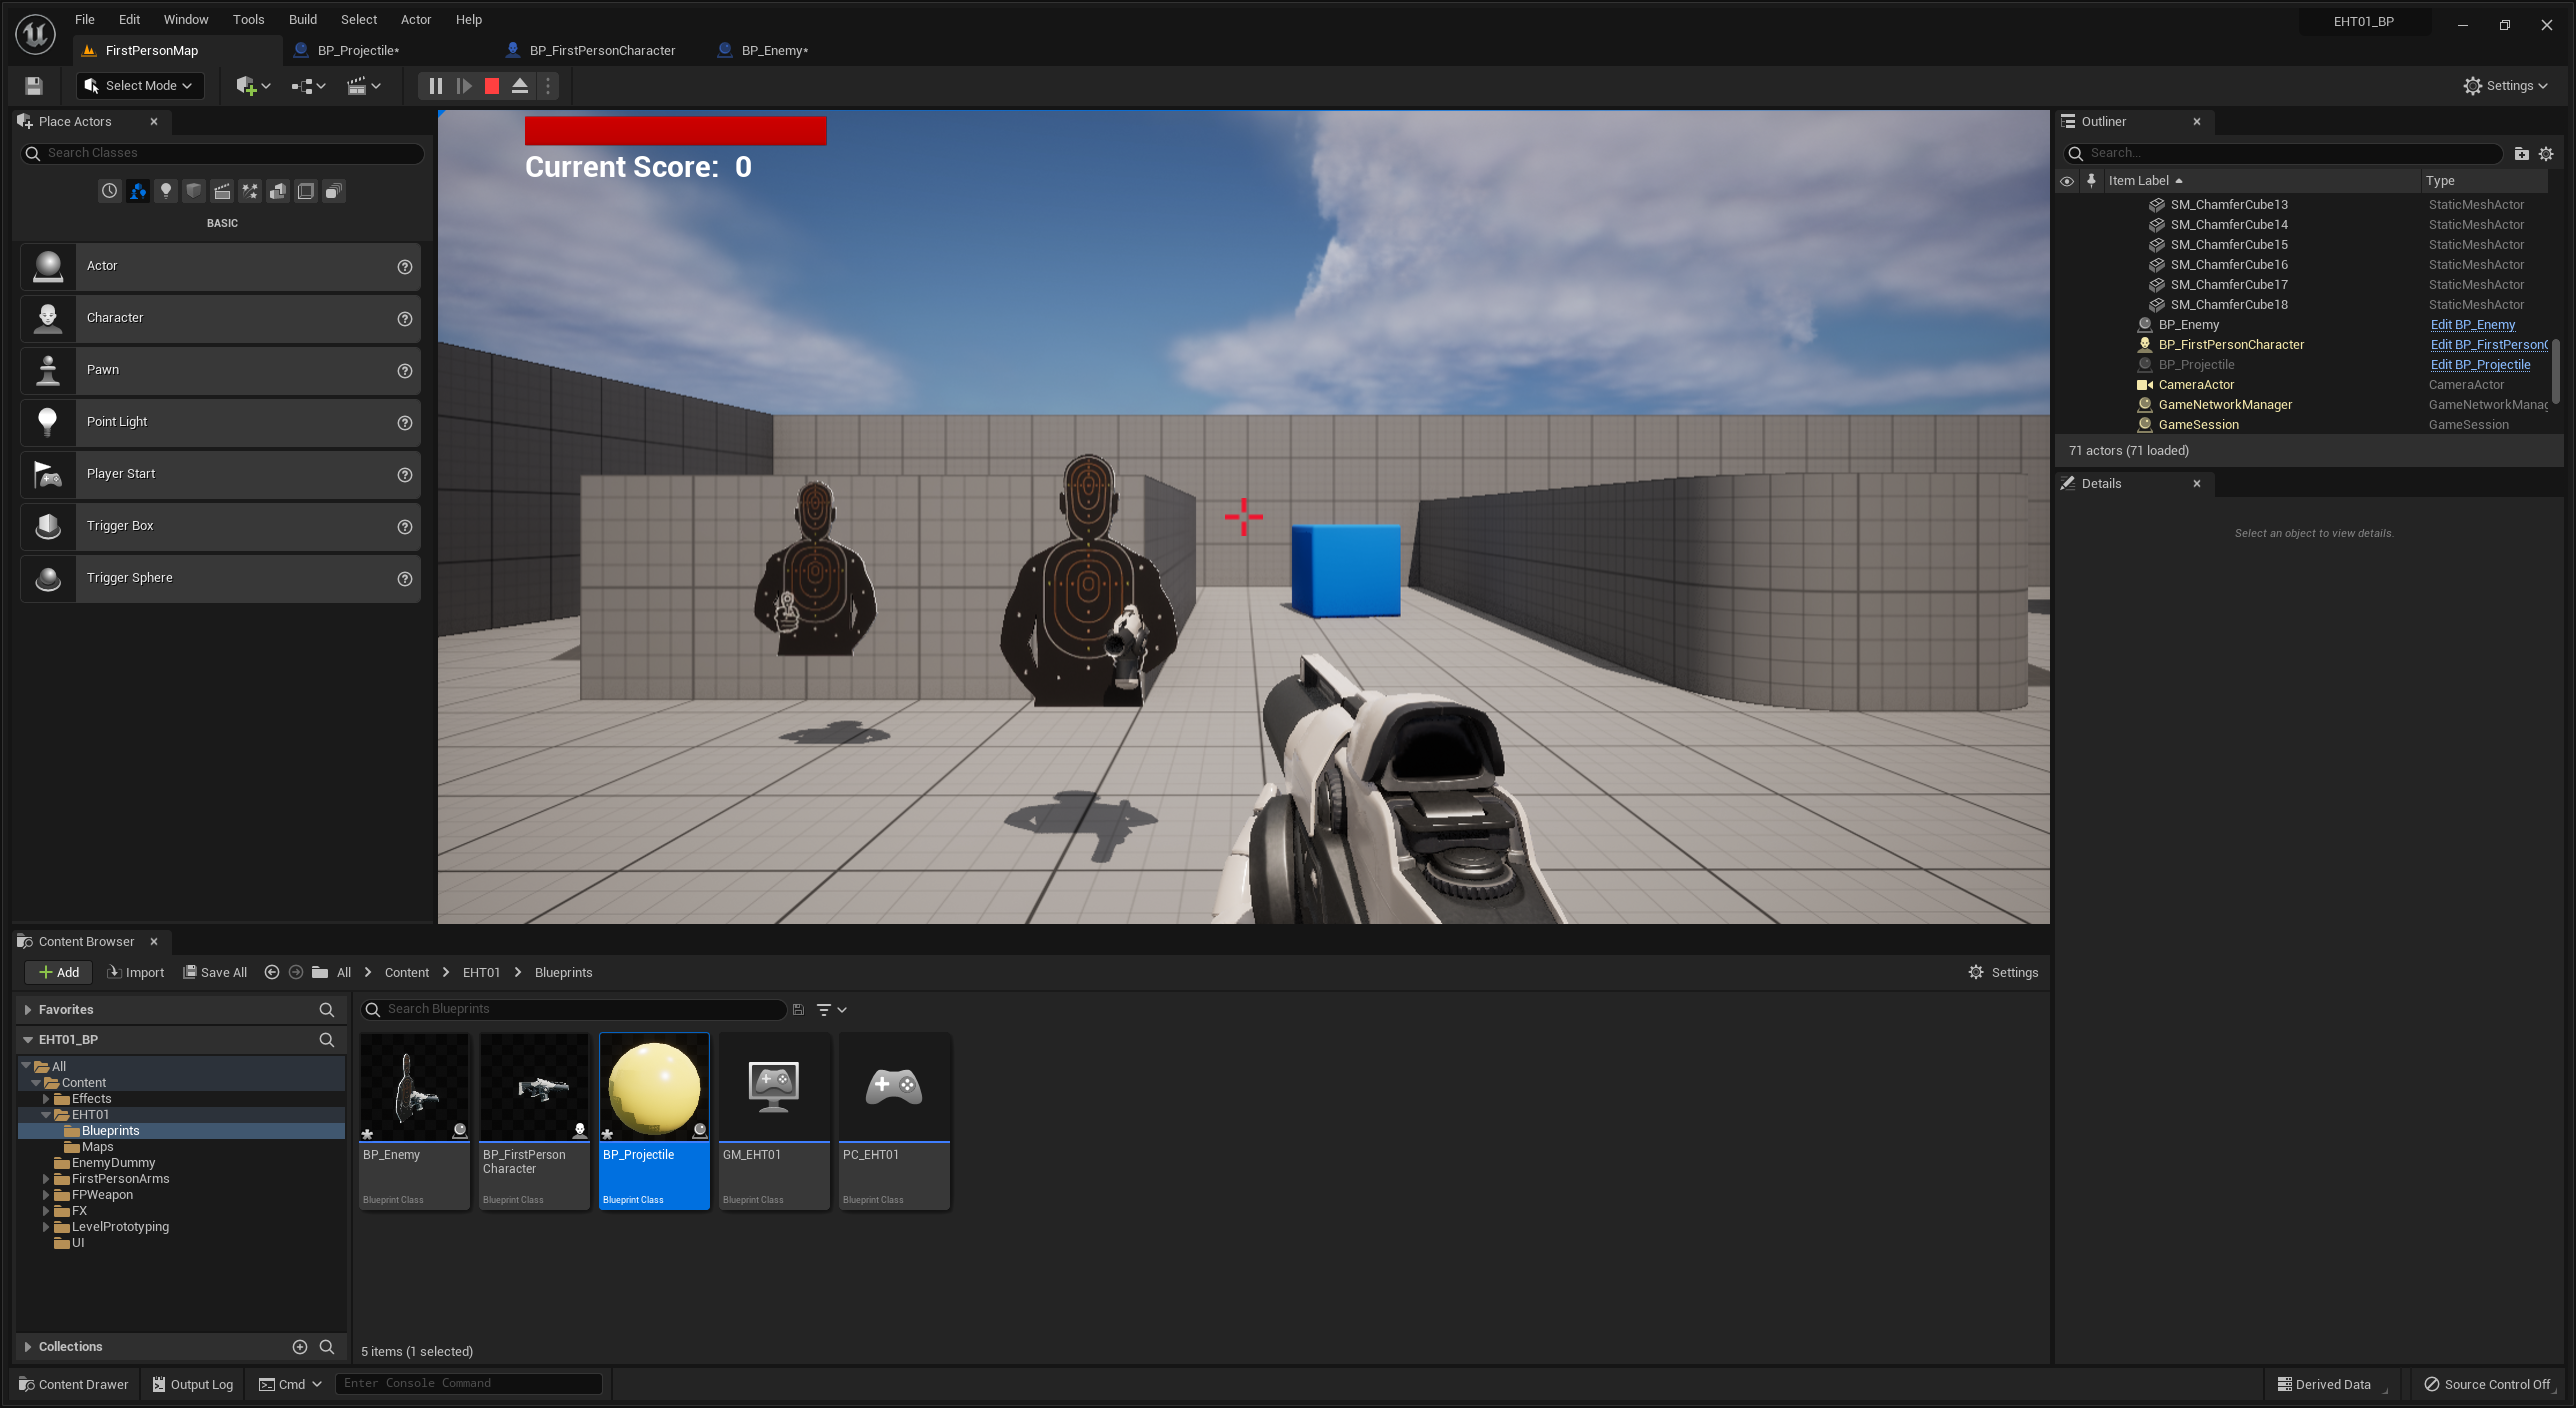 File Edit Window Tools Build Select Actor Help
EHT01_BP
FirstPersonMap
BP_Projectile*
BP_FirstPersonCharacter
BP_Enemy*
Select Mode
Settings
Place Actors
Search Classes
BASIC
Actor
Character
Pawn
Point Light
Player Start
Trigger Box
Trigger Sphere
Current Score: 0
Outliner
Search...
Item Label Type
SM_ChamferCube13 StaticMeshActor
SM_ChamferCube14 StaticMeshActor
SM_ChamferCube15 StaticMeshActor
SM_ChamferCube16 StaticMeshActor
SM_ChamferCube17 StaticMeshActor
SM_ChamferCube18 StaticMeshActor
BP_Enemy Edit BP_Enemy
BP_FirstPersonCharacter Edit BP_FirstPersonC
BP_Projectile Edit BP_Projectile
CameraActor CameraActor
GameNetworkManager GameNetworkManag
GameSession GameSession
71 actors (71 loaded)
Details
Select an object to view details.
Content Browser
Add Import Save All All Content EHT01 Blueprints
Settings
Favorites
EHT01_BP
All
Content
Effects
EHT01
Blueprints
Maps
EnemyDummy
FirstPersonArms
FPWeapon
FX
LevelPrototyping
UI
Collections
Search Blueprints
BP_Enemy
Blueprint Class
BP_FirstPerson
Character
Blueprint Class
BP_Projectile
Blueprint Class
GM_EHT01
Blueprint Class
PC_EHT01
Blueprint Class
5 items (1 selected)
Content Drawer Output Log Cmd Enter Console Command
Derived Data Source Control Off